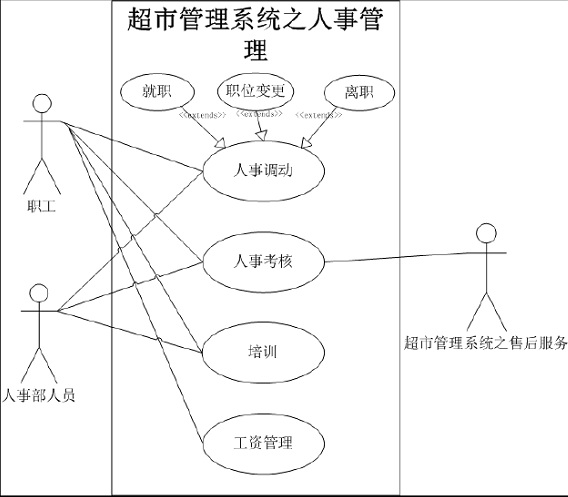 超市管理系统之人事管
理
就职
职位变更
离职
<<extends>>
<<extends>>
<<extends>>
人事调动
职工
人事考核
人事部人员
培训
超市管理系统之售后服务
工资管理